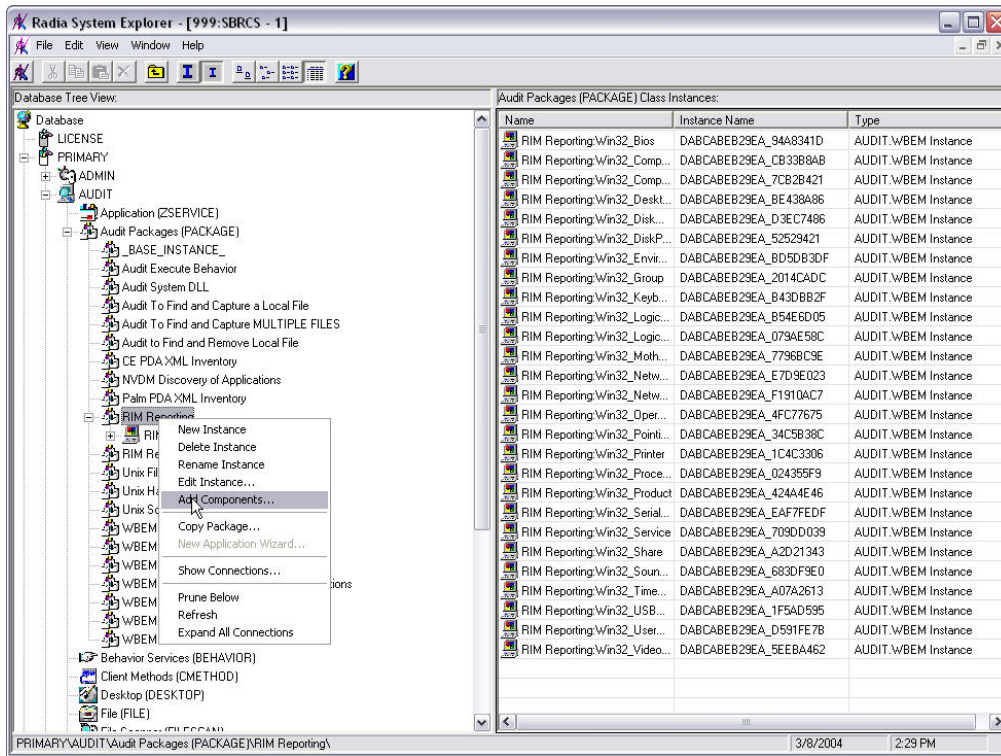 Radia System Explorer - [999:SBRCS - 1]
File Edit View Window Help
Database Tree View:
Database
LICENSE
PRIMARY
ADMIN
AUDIT
Application (ZSERVICE)
Audit Packages (PACKAGE)
_BASE_INSTANCE_
Audit Execute Behavior
Audit System DLL
Audit To Find and Capture a Local File
Audit To Find and Capture MULTIPLE FILES
Audit to Find and Remove Local File
CE PDA XML Inventory
NVDM Discovery of Applications
Palm PDA XML Inventory
RIM Reporting
RIM Re
Unix Fil
Unix Ha
Unix So
WBEM
WBEM
WBEM
WBEM
tions
WBEM
WBEM
WBEM
Behavior Services (BEHAVIOR)
Client Methods (CMETHOD)
Desktop (DESKTOP)
File (FILE)
New Instance
Delete Instance
Rename Instance
Edit Instance...
Add Components...
Copy Package...
New Application Wizard...
Show Connections...
Prune Below
Refresh
Expand All Connections
Audit Packages (PACKAGE) Class Instances:
Name Instance Name Type
RIM Reporting:Win32_Bios DABCABEB29EA_94A8341D AUDIT.WBEM Instance
RIM Reporting:Win32_Comp... DABCABEB29EA_CB33B8AB AUDIT.WBEM Instance
RIM Reporting:Win32_Comp... DABCABEB29EA_7CB2B421 AUDIT.WBEM Instance
RIM Reporting:Win32_Deskt... DABCABEB29EA_BE438A86 AUDIT.WBEM Instance
RIM Reporting:Win32_Disk... DABCABEB29EA_D3EC7486 AUDIT.WBEM Instance
RIM Reporting:Win32_DiskP... DABCABEB29EA_52529421 AUDIT.WBEM Instance
RIM Reporting:Win32_Envir... DABCABEB29EA_BD5DB3DF AUDIT.WBEM Instance
RIM Reporting:Win32_Group DABCABEB29EA_2014CADC AUDIT.WBEM Instance
RIM Reporting:Win32_Keyb... DABCABEB29EA_B43DBB2F AUDIT.WBEM Instance
RIM Reporting:Win32_Logic... DABCABEB29EA_B54E6D05 AUDIT.WBEM Instance
RIM Reporting:Win32_Logic... DABCABEB29EA_079AE58C AUDIT.WBEM Instance
RIM Reporting:Win32_Moth... DABCABEB29EA_7796BC9E AUDIT.WBEM Instance
RIM Reporting:Win32_Netw... DABCABEB29EA_E7D9E023 AUDIT.WBEM Instance
RIM Reporting:Win32_Netw... DABCABEB29EA_F1910AC7 AUDIT.WBEM Instance
RIM Reporting:Win32_Oper... DABCABEB29EA_4FC77675 AUDIT.WBEM Instance
RIM Reporting:Win32_Pointi... DABCABEB29EA_34C5B38C AUDIT.WBEM Instance
RIM Reporting:Win32_Printer DABCABEB29EA_1C4C3306 AUDIT.WBEM Instance
RIM Reporting:Win32_Proce... DABCABEB29EA_024355F9 AUDIT.WBEM Instance
RIM Reporting:Win32_Product DABCABEB29EA_424A4E46 AUDIT.WBEM Instance
RIM Reporting:Win32_Serial... DABCABEB29EA_EAF7FEDF AUDIT.WBEM Instance
RIM Reporting:Win32_Service DABCABEB29EA_709DD039 AUDIT.WBEM Instance
RIM Reporting:Win32_Share DABCABEB29EA_A2D21343 AUDIT.WBEM Instance
RIM Reporting:Win32_Soun... DABCABEB29EA_683DF9E0 AUDIT.WBEM Instance
RIM Reporting:Win32_Time... DABCABEB29EA_A07A2613 AUDIT.WBEM Instance
RIM Reporting:Win32_USB... DABCABEB29EA_1F5AD595 AUDIT.WBEM Instance
RIM Reporting:Win32_User... DABCABEB29EA_D591FE7B AUDIT.WBEM Instance
RIM Reporting:Win32_Video... DABCABEB29EA_5EEBA462 AUDIT.WBEM Instance
PRIMARY\AUDIT\Audit Packages (PACKAGE)\RIM Reporting\ 3/8/2004 2:29 PM